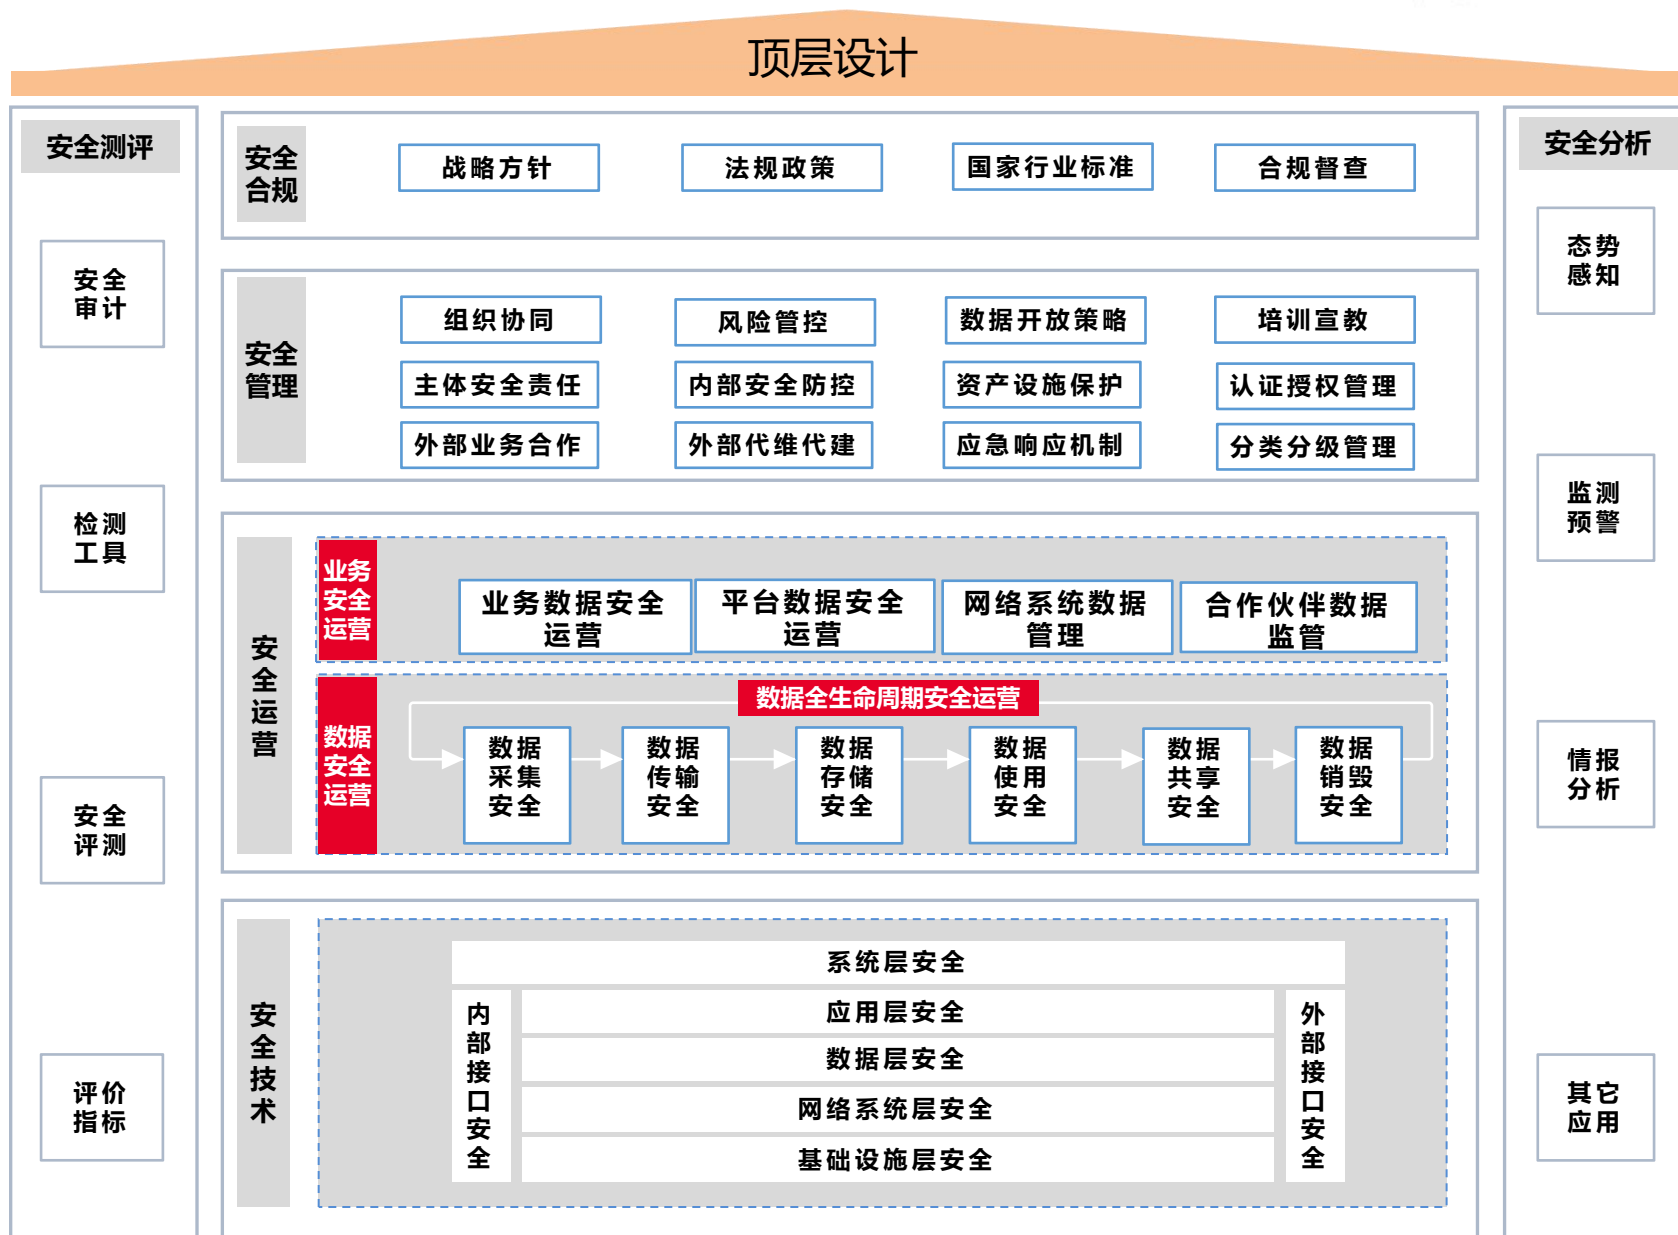 顶层设计
安全测评
安全
审计
检测
工具
安全
评测
评价
指标
安全
合规
战略方针
法规政策
国家行业标准
合规督查
安全
管理
组织协同
风险管控
数据开放策略
培训宣教
主体安全责任
内部安全防控
资产设施保护
认证授权管理
外部业务合作
外部代维代建
应急响应机制
分类分级管理
安全运营
业务
安全
运营
业务数据安全
运营
平台数据安全
运营
网络系统数据
管理
合作伙伴数据
监管
数据
安全
运营
数据全生命周期安全运营
数据
采集
安全
数据
传输
安全
数据
存储
安全
数据
使用
安全
数据
共享
安全
数据
销毁
安全
安全技术
系统层安全
内部接口安全
应用层安全
数据层安全
网络系统层安全
基础设施层安全
外部接口安全
安全分析
态势
感知
监测
预警
情报
分析
其它
应用